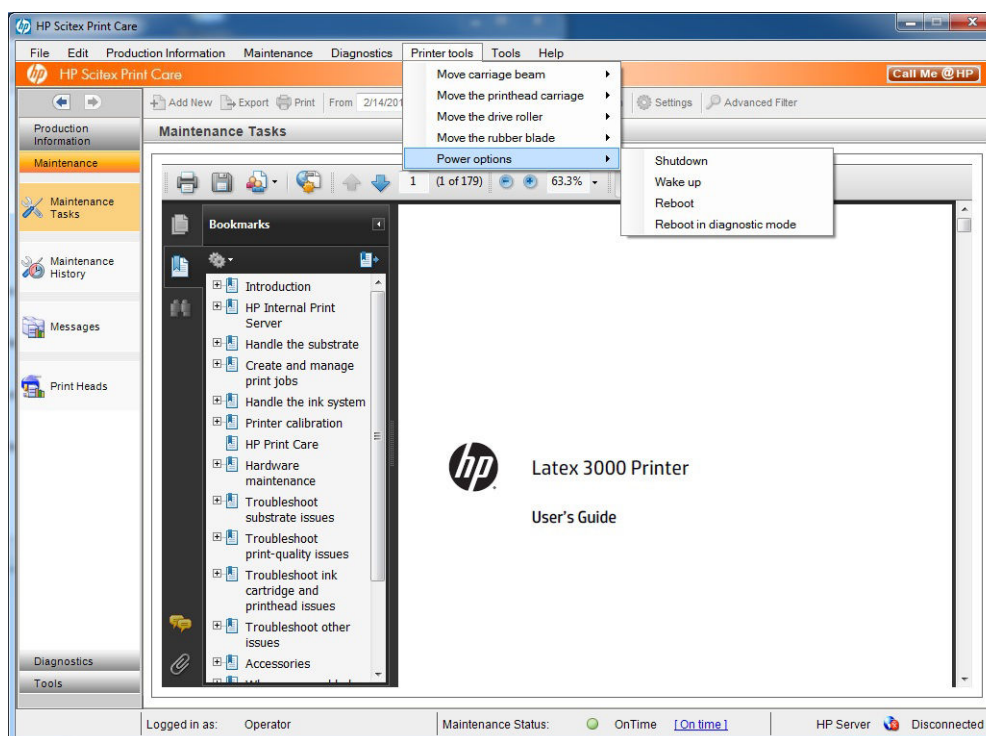 HP Scitex Print Care
File Edit Production Information Maintenance Diagnostics Printer tools Tools Help
HP Scitex Print Care
Call Me @ HP
Add New Export Print From 2/14/201
Settings Advanced Filter
Move carriage beam
Move the printhead carriage
Move the drive roller
Move the rubber blade
Power options
Shutdown
Wake up
Reboot
Reboot in diagnostic mode
Production
Information
Maintenance
Maintenance
Tasks
Maintenance
History
Messages
Print Heads
Diagnostics
Tools
Maintenance Tasks
1 (1 of 179) 63.3%
Bookmarks
Introduction
HP Internal Print
Server
Handle the substrate
Create and manage
print jobs
Handle the ink system
Printer calibration
HP Print Care
Hardware
maintenance
Troubleshoot
substrate issues
Troubleshoot
print-quality issues
Troubleshoot ink
cartridge and
printhead issues
Troubleshoot other
issues
Accessories
hp
Latex 3000 Printer
User's Guide
Logged in as: Operator Maintenance Status: OnTime [ On time ] HP Server Disconnected